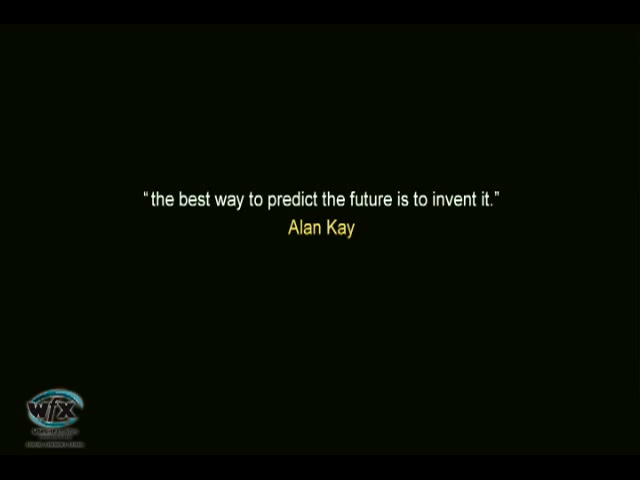 “the best way to predict the future is to invent it.”
Alan Kay
wfx